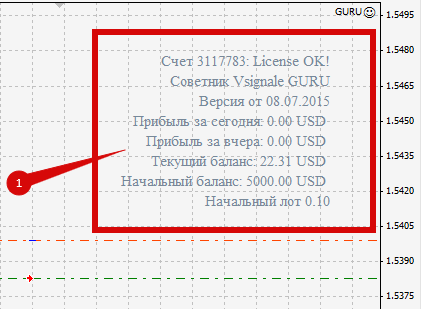 GURU☺
1.5495
1.5480
1.5465
1.5450
1.5435
1.5420
1.5405
1.5390
1.5375
Счет 3117783: License OK!
Советник Vsignale GURU
Версия от 08.07.2015
Прибыль за сегодня: 0.00 USD
Прибыль за вчера: 0.00 USD
Текущий баланс: 22.31 USD
Начальный баланс: 5000.00 USD
Начальный лот 0.10
1